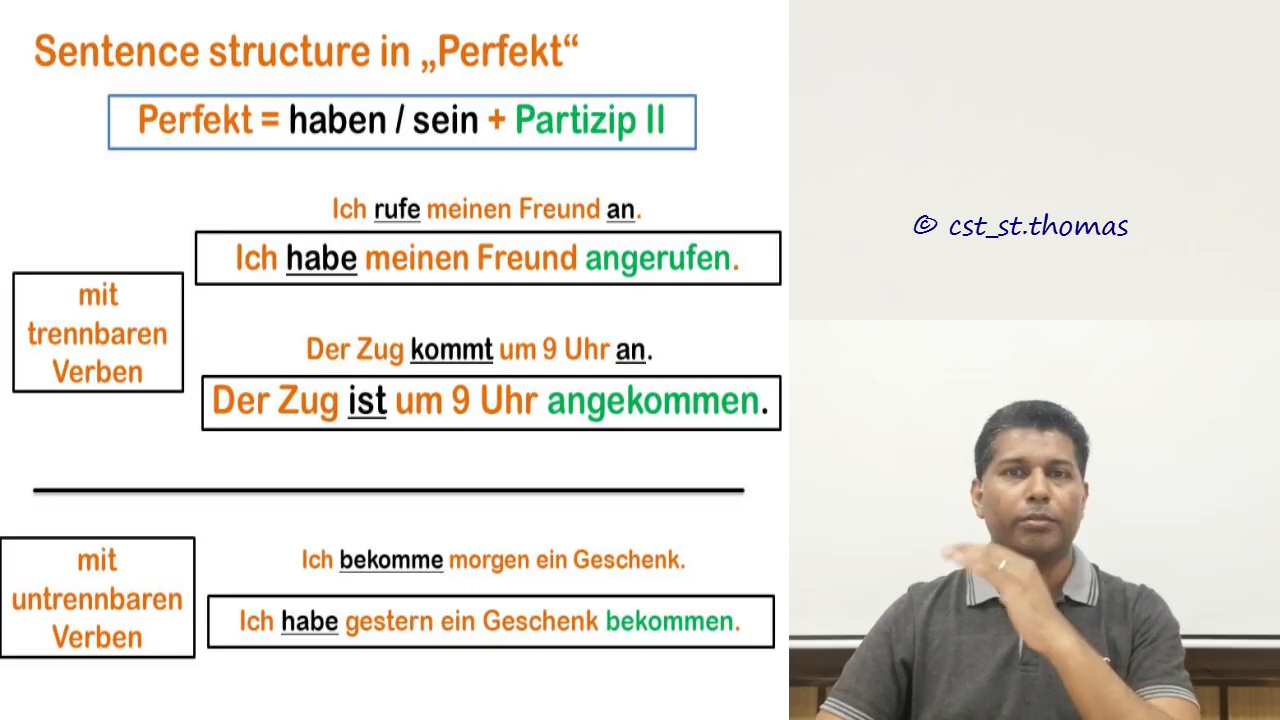 Sentence structure in „Perfekt“
Perfekt = haben / sein + Partizip II
Ich rufe meinen Freund an.
Ich habe meinen Freund angerufen.
mit
trennbaren
Verben
Der Zug kommt um 9 Uhr an.
Der Zug ist um 9 Uhr angekommen.
mit
untrennbaren
Verben
Ich bekomme morgen ein Geschenk.
Ich habe gestern ein Geschenk bekommen.
© cst_st.thomas